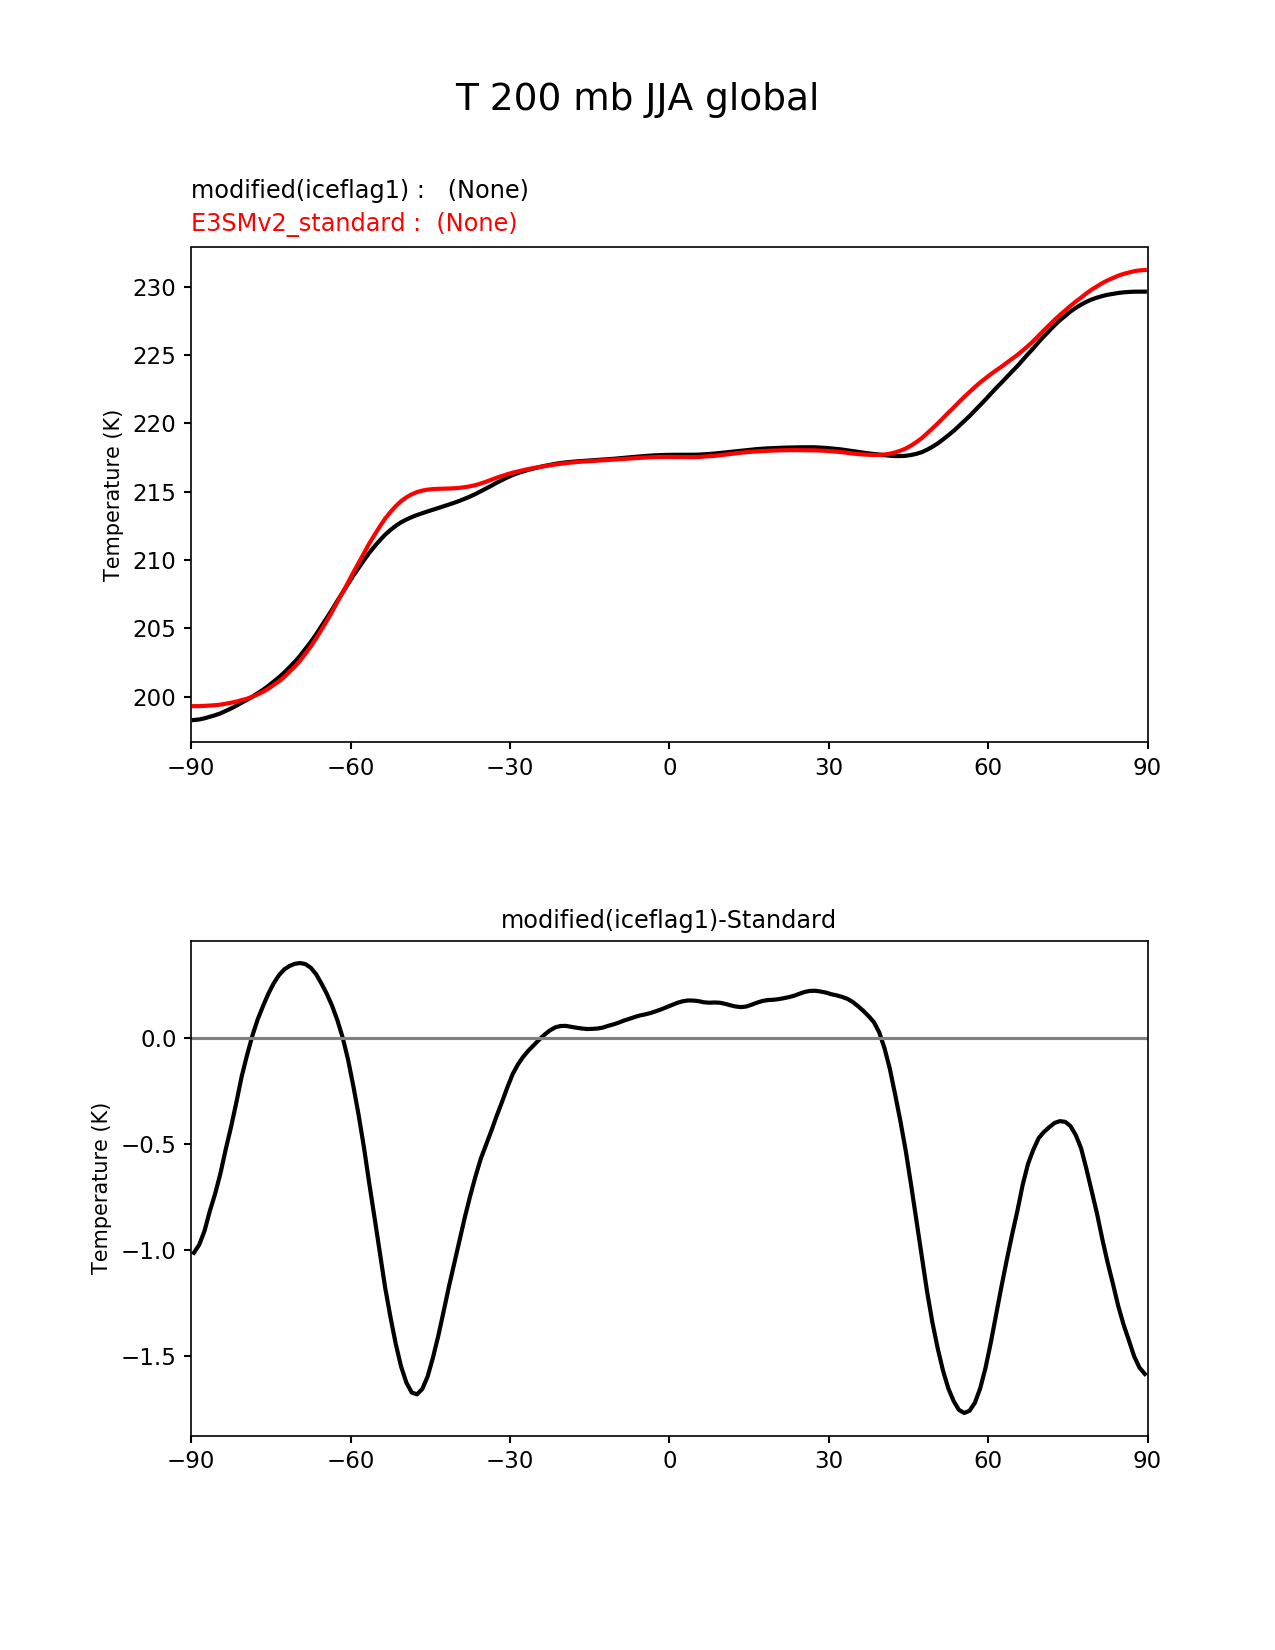 T 200 mb JJA global
modified(iceflag1) :   (None)
E3SMv2_standard :  (None)
Temperature (K)
230
225
220
215
210
205
200
−90 −60 −30 0 30 60 90
modified(iceflag1)-Standard
Temperature (K)
0.0
−0.5
−1.0
−1.5
−90 −60 −30 0 30 60 90